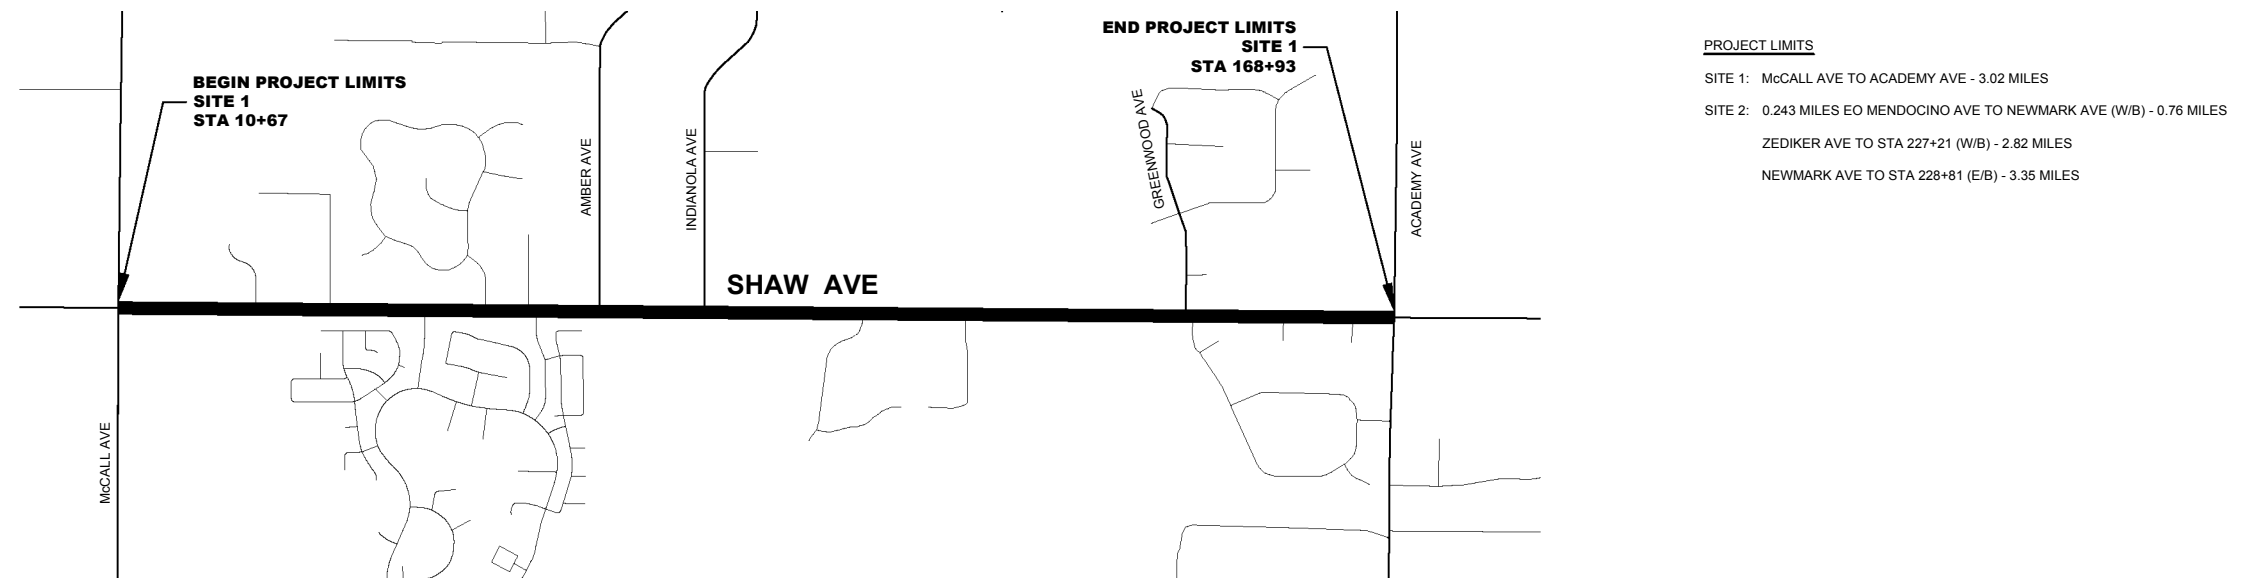 BEGIN PROJECT LIMITS
SITE 1
STA 10+67
AMBER AVE
INDIANOLA AVE
END PROJECT LIMITS
SITE 1
STA 168+93
GREENWOOD AVE
ACADEMY AVE
SHAW AVE
McCALL AVE
PROJECT LIMITS
SITE 1: McCALL AVE TO ACADEMY AVE - 3.02 MILES
SITE 2: 0.243 MILES EO MENDOCINO AVE TO NEWMARK AVE (W/B) - 0.76 MILES
ZEDIKER AVE TO STA 227+21 (W/B) - 2.82 MILES
NEWMARK AVE TO STA 228+81 (E/B) - 3.35 MILES